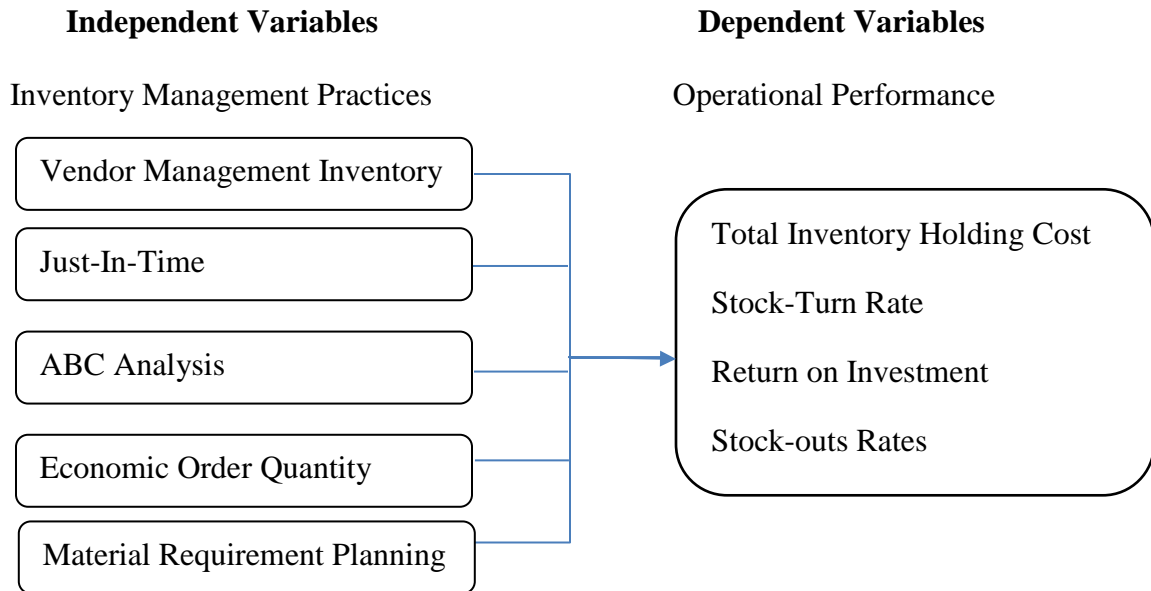 Independent Variables
Dependent Variables
Inventory Management Practices
Operational Performance
Vendor Management Inventory
Just-In-Time
ABC Analysis
Economic Order Quantity
Material Requirement Planning
Total Inventory Holding Cost
Stock-Turn Rate
Return on Investment
Stock-outs Rates